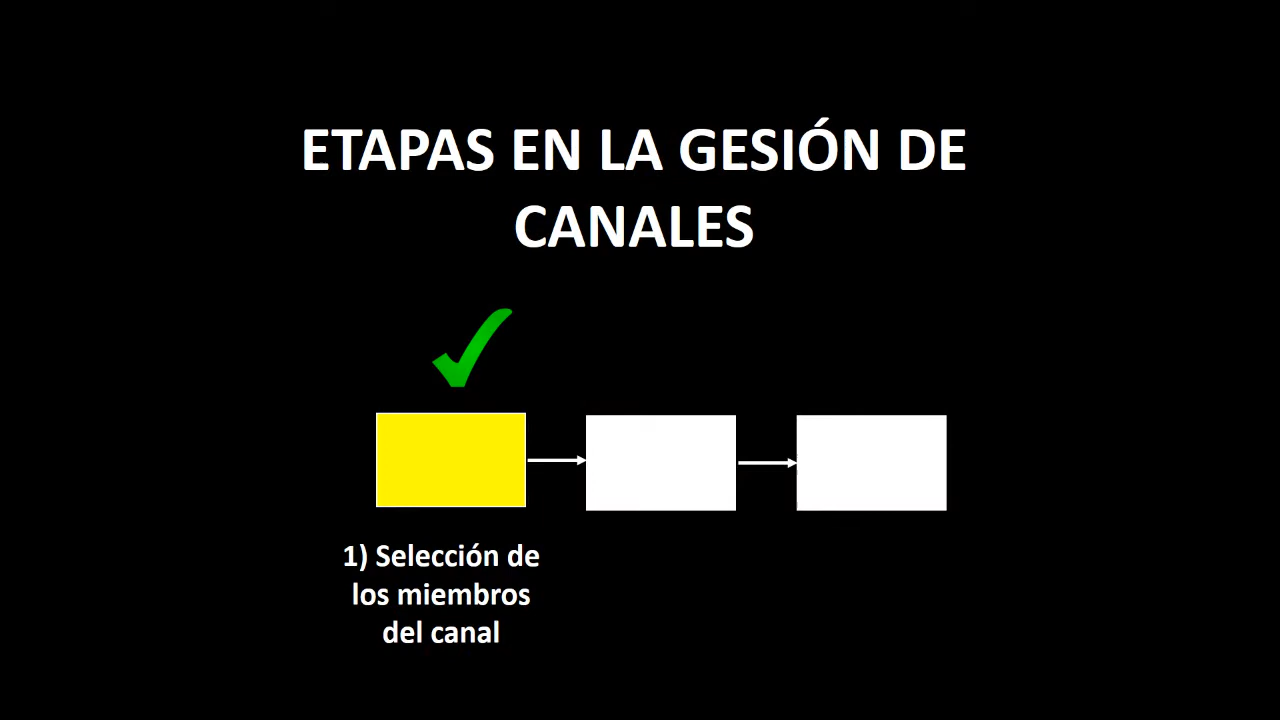 ETAPAS EN LA GESIÓN DE
CANALES
1) Selección de
los miembros
del canal